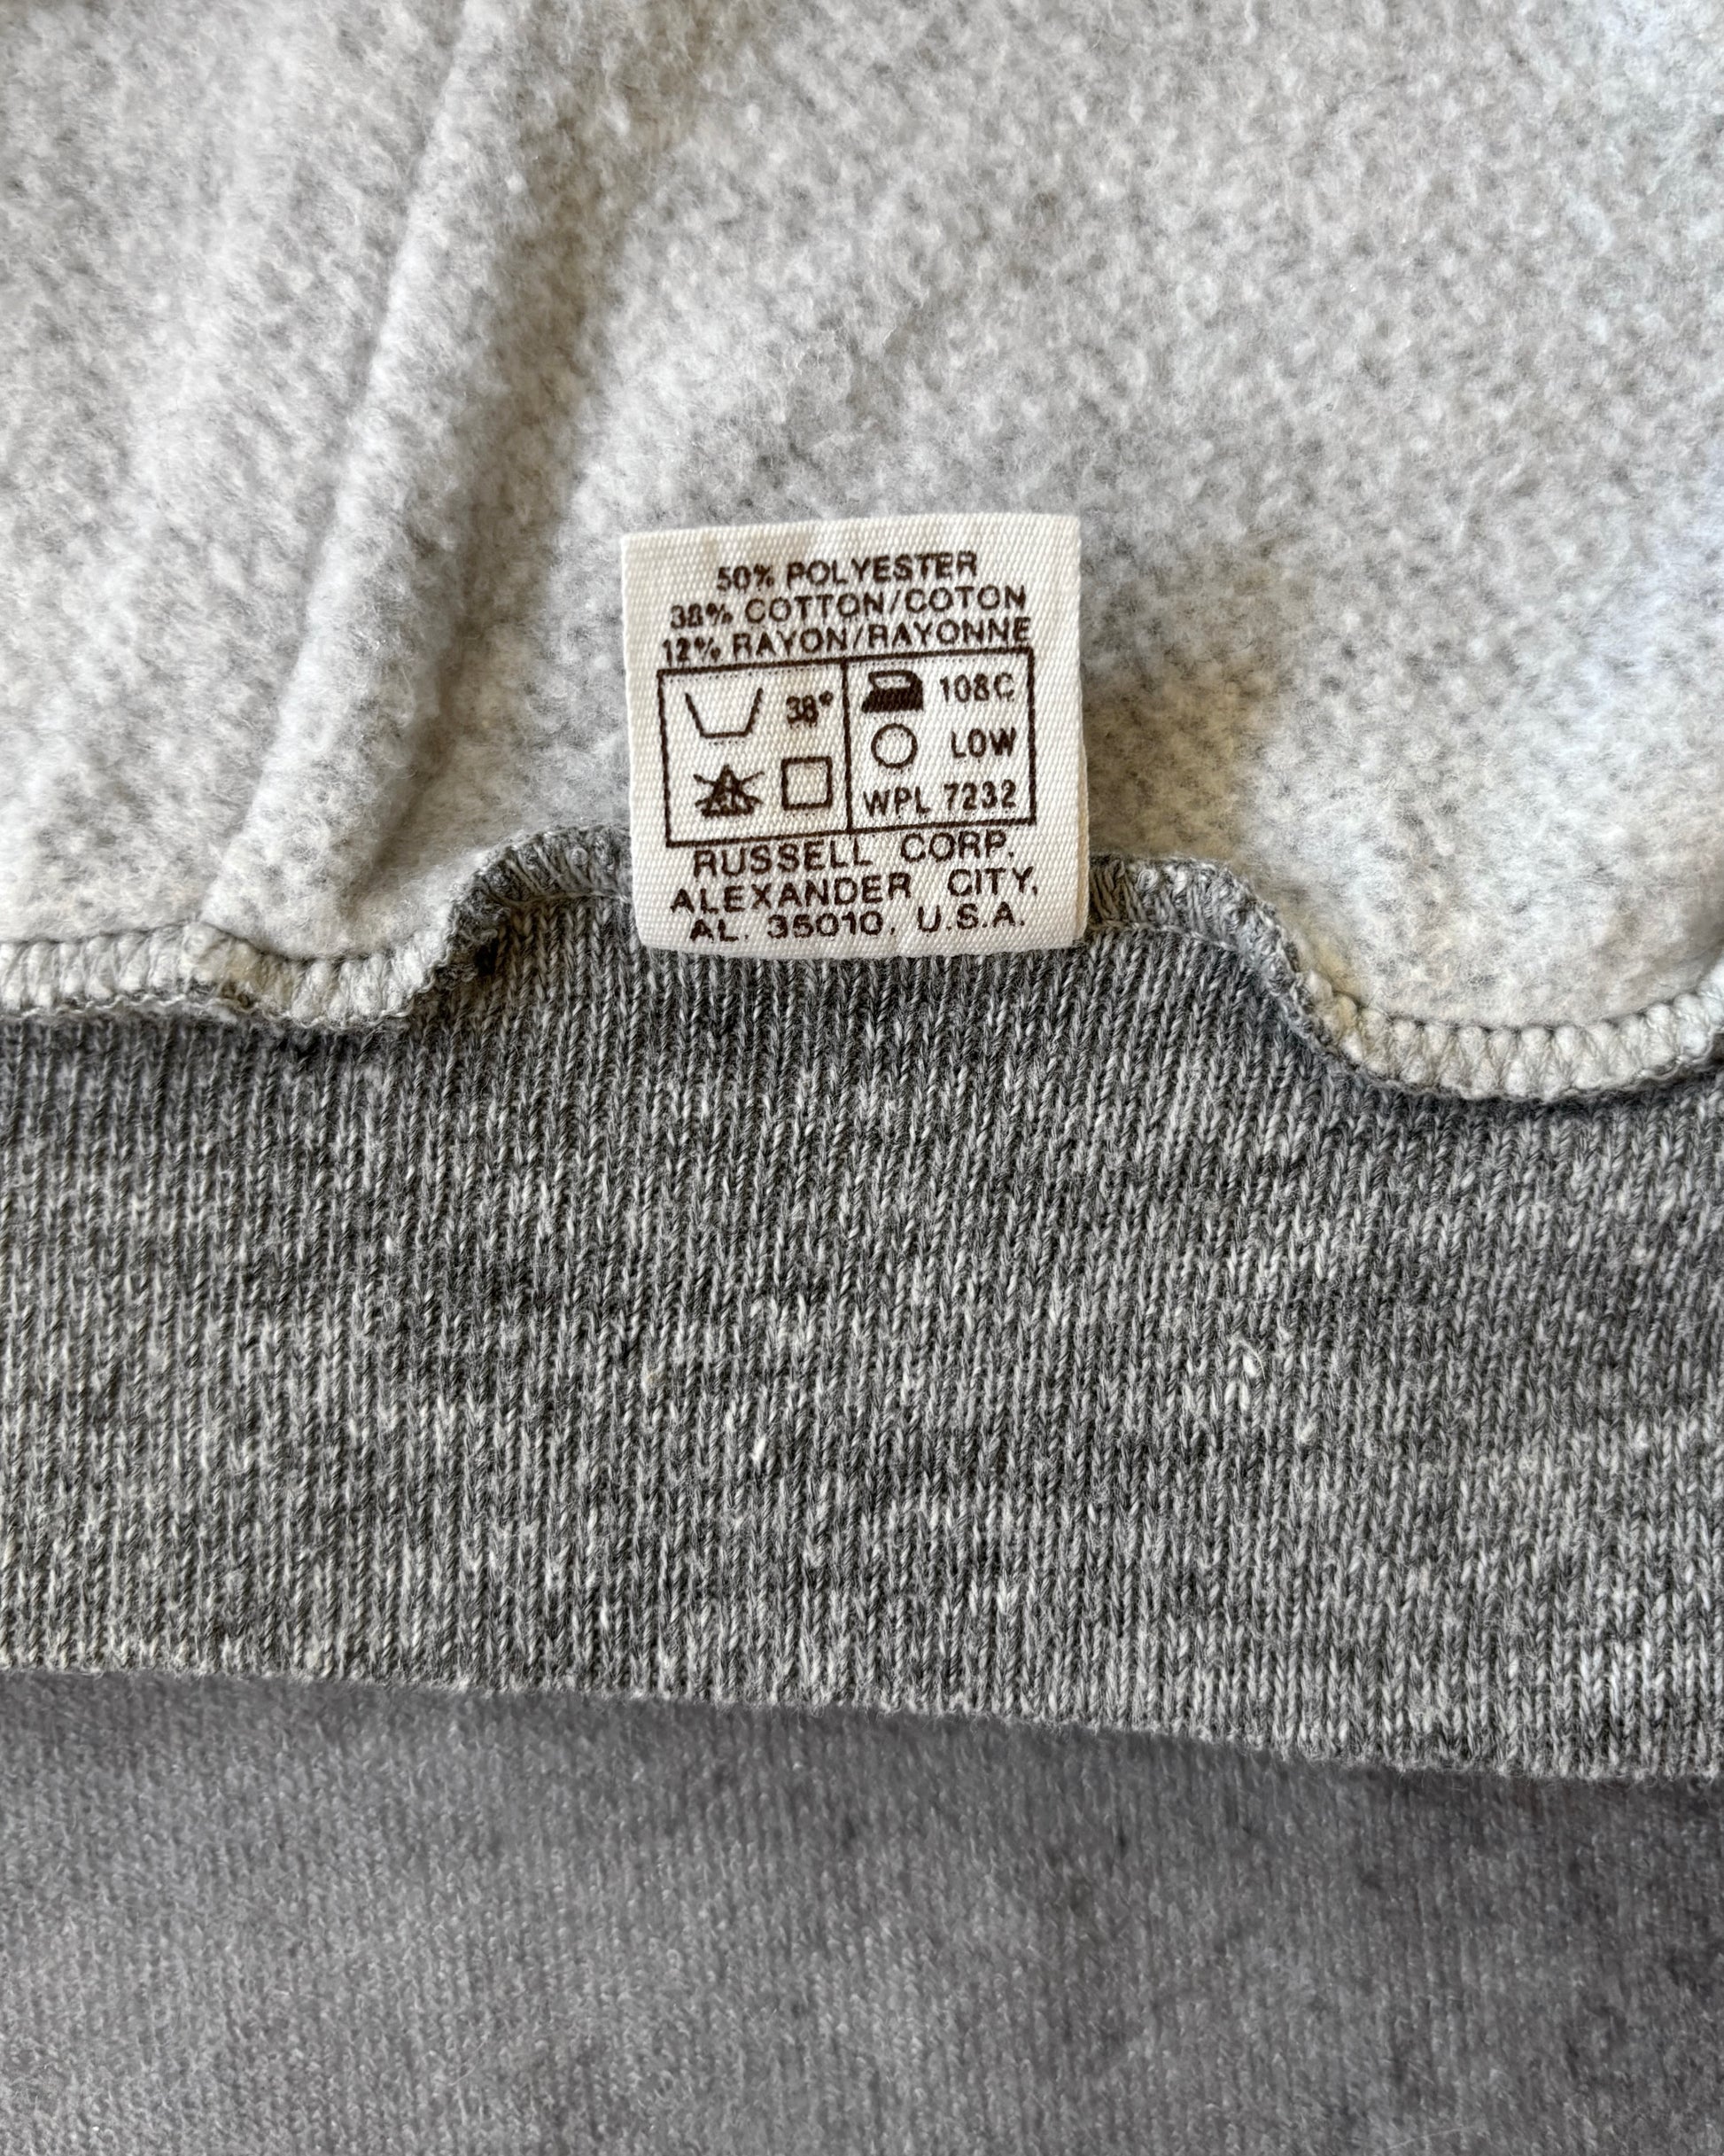 50% POLYESTER
38% COTTON/COTON
12% RAYON/RAYONNE
38° 108C
LOW
WPL 7232
RUSSELL CORP.
ALEXANDER CITY,
AL. 35010, U.S.A.